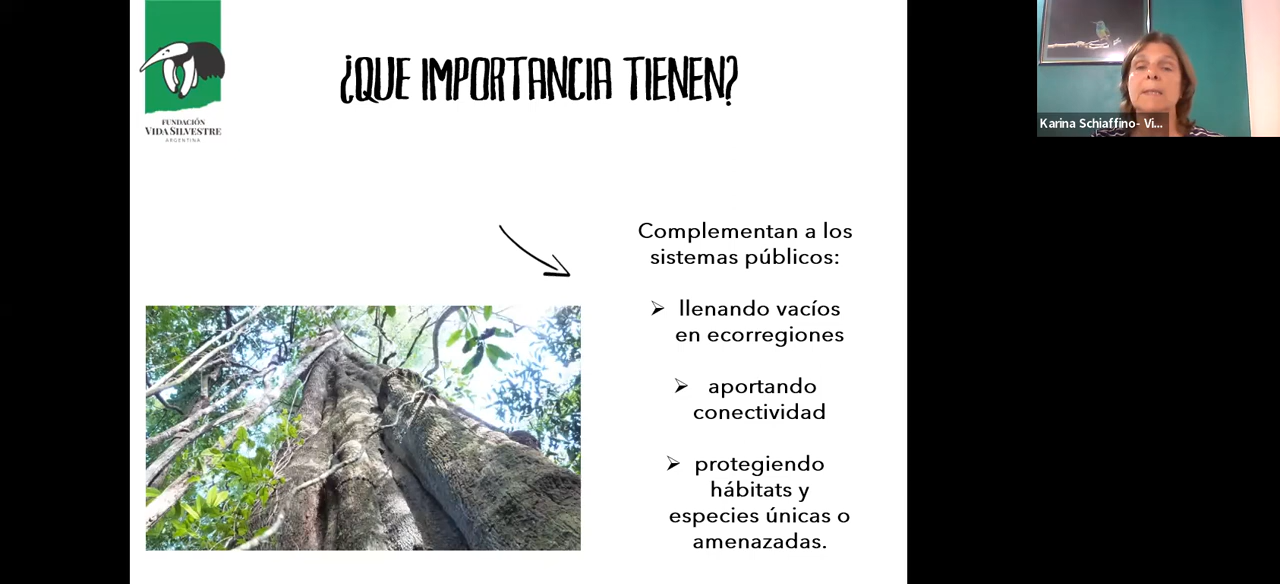 ¿QUE IMPORTANCIA TIENEN?
FUNDACIÓN
VIDA SILVESTRE
ARGENTINA
Karina Schiaffino- Vi...
Complementan a los
sistemas públicos:
➢ llenando vacíos
en ecorregiones
➢ aportando
conectividad
➢ protegiendo
hábitats y
especies únicas o
amenazadas.